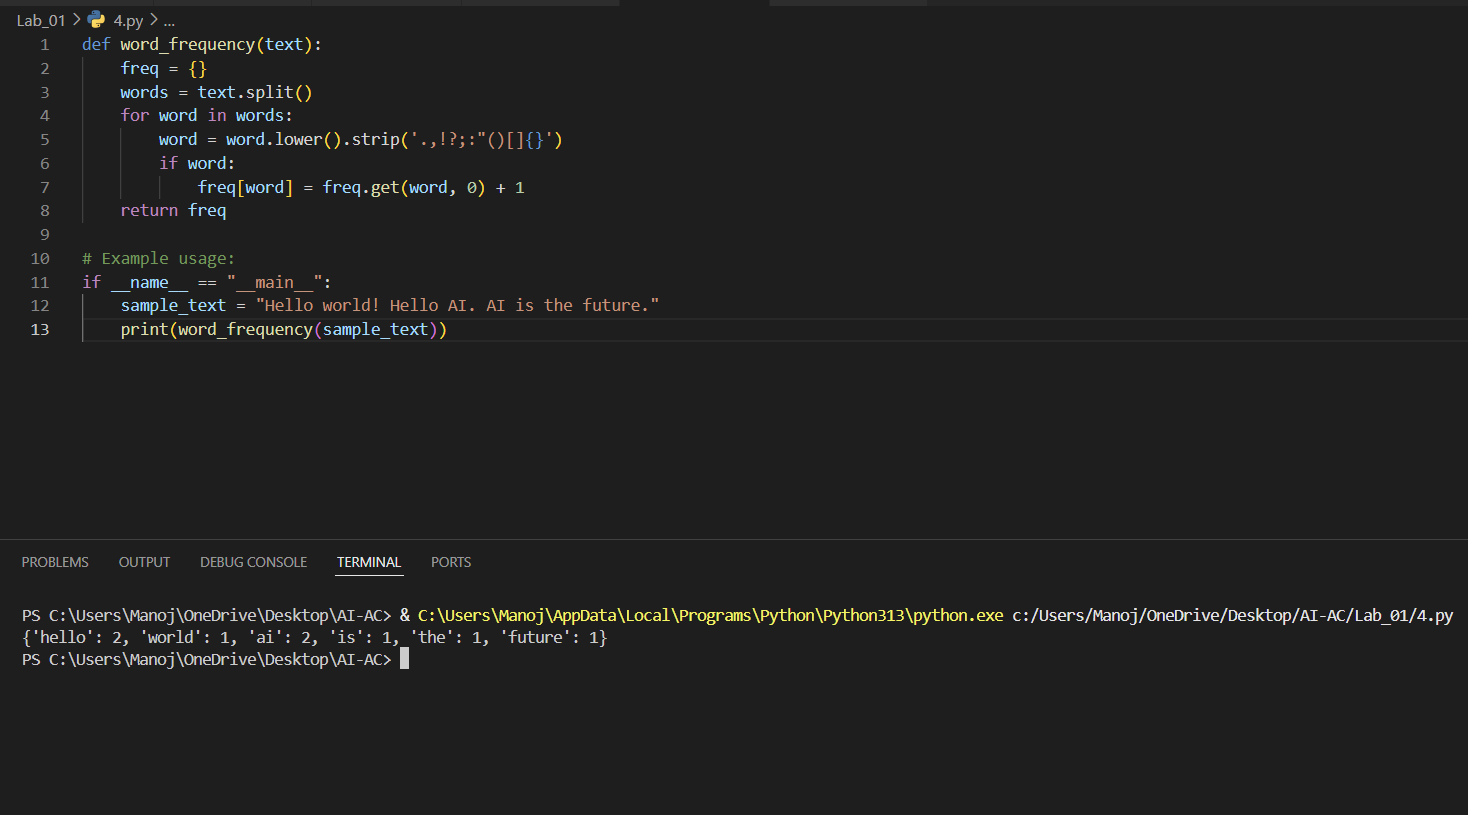 Lab_01 > 4.py > ...
1 def word_frequency(text):
2     freq = {}
3     words = text.split()
4     for word in words:
5         word = word.lower().strip('.,!?;:"()[]{}')
6         if word:
7             freq[word] = freq.get(word, 0) + 1
8     return freq
9
10 # Example usage:
11 if __name__ == "__main__":
12     sample_text = "Hello world! Hello AI. AI is the future."
13     print(word_frequency(sample_text))
PROBLEMS OUTPUT DEBUG CONSOLE TERMINAL PORTS
PS C:\Users\Manoj\OneDrive\Desktop\AI-AC> & C:\Users\Manoj\AppData\Local\Programs\Python\Python313\python.exe c:/Users/Manoj/OneDrive/Desktop/AI-AC/Lab_01/4.py
{'hello': 2, 'world': 1, 'ai': 2, 'is': 1, 'the': 1, 'future': 1}
PS C:\Users\Manoj\OneDrive\Desktop\AI-AC>